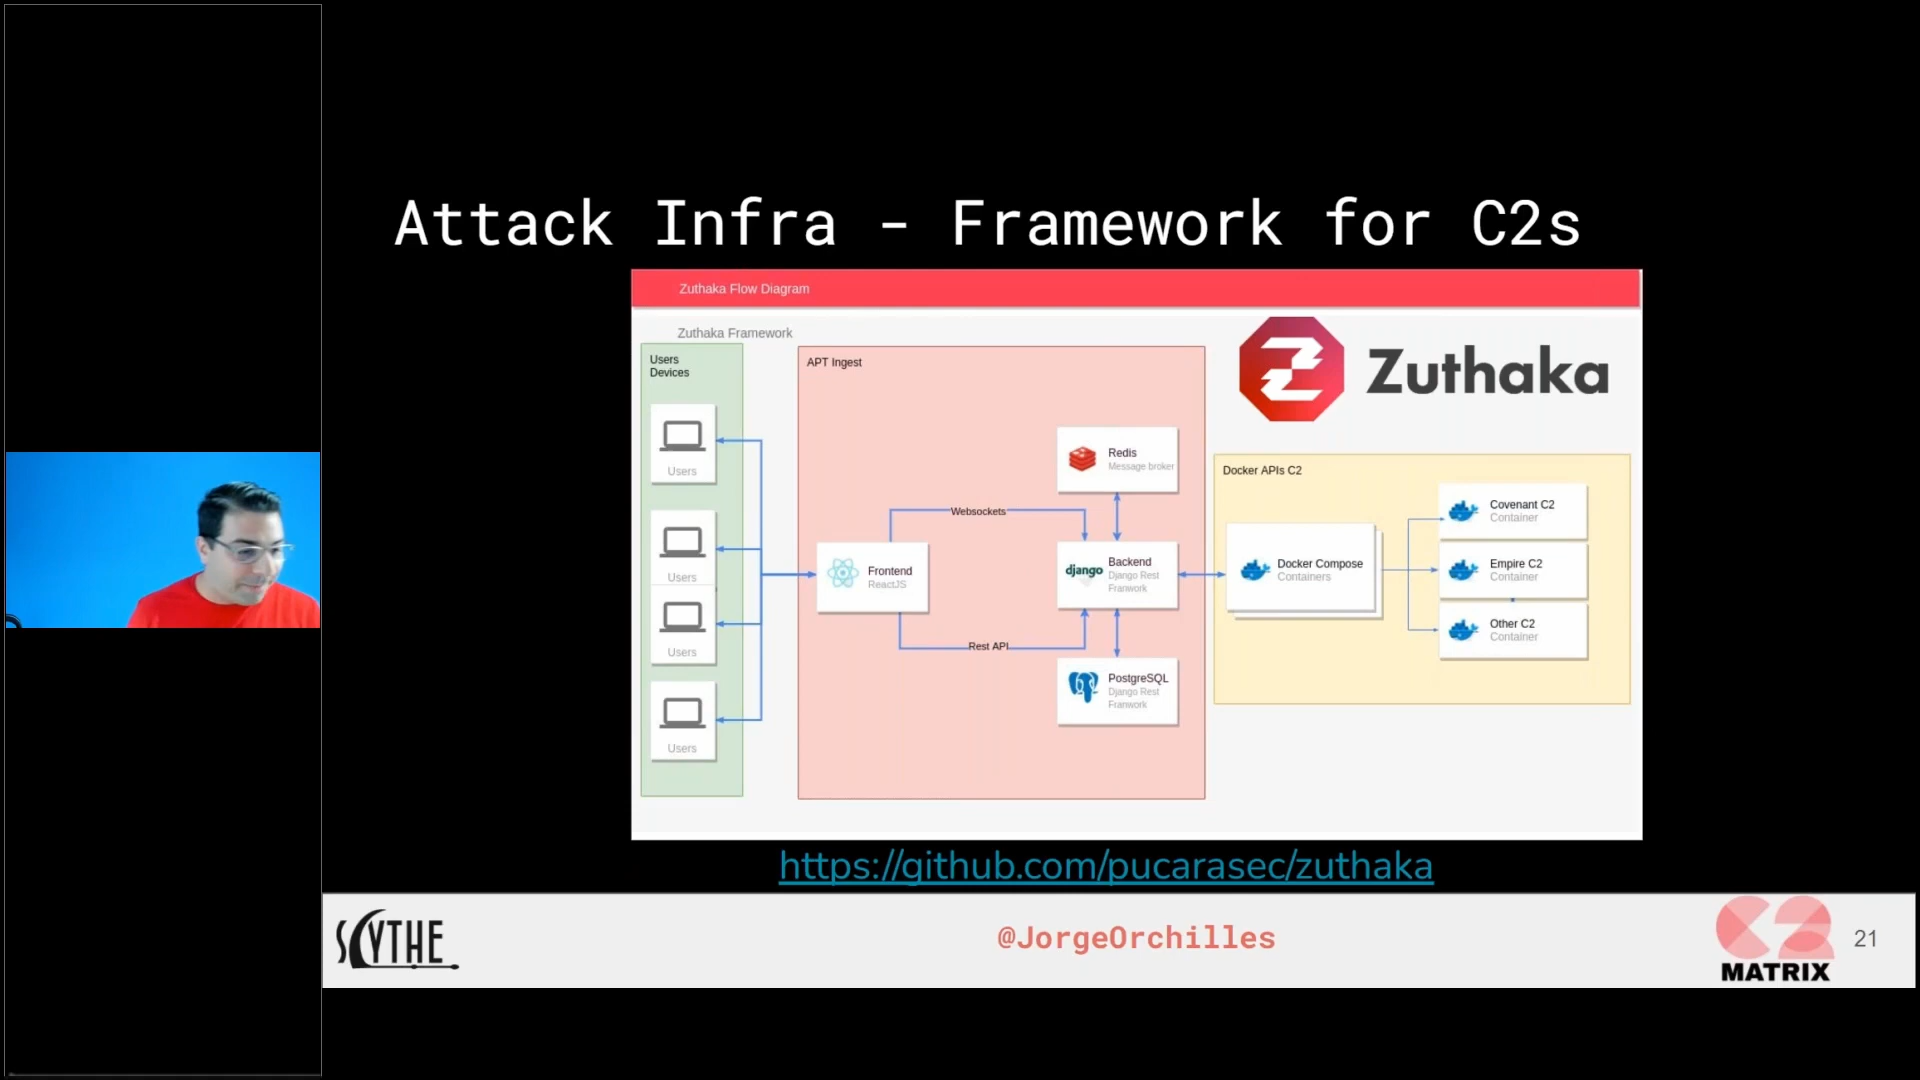 Attack Infra - Framework for C2s
Zuthaka Flow Diagram
Zuthaka Framework
Zuthaka
Users
Devices
Users
Users
Users
Users
APT Ingest
Frontend
ReactJS
Websockets
Rest API
Redis
Message broker
django
Backend
Django Rest
Franwork
PostgreSQL
Django Rest
Franwork
Docker APIs C2
Docker Compose
Containers
Covenant C2
Container
Empire C2
Container
Other C2
Container
https://github.com/pucarasec/zuthaka
SCYTHE
@JorgeOrchilles
C2
MATRIX
21